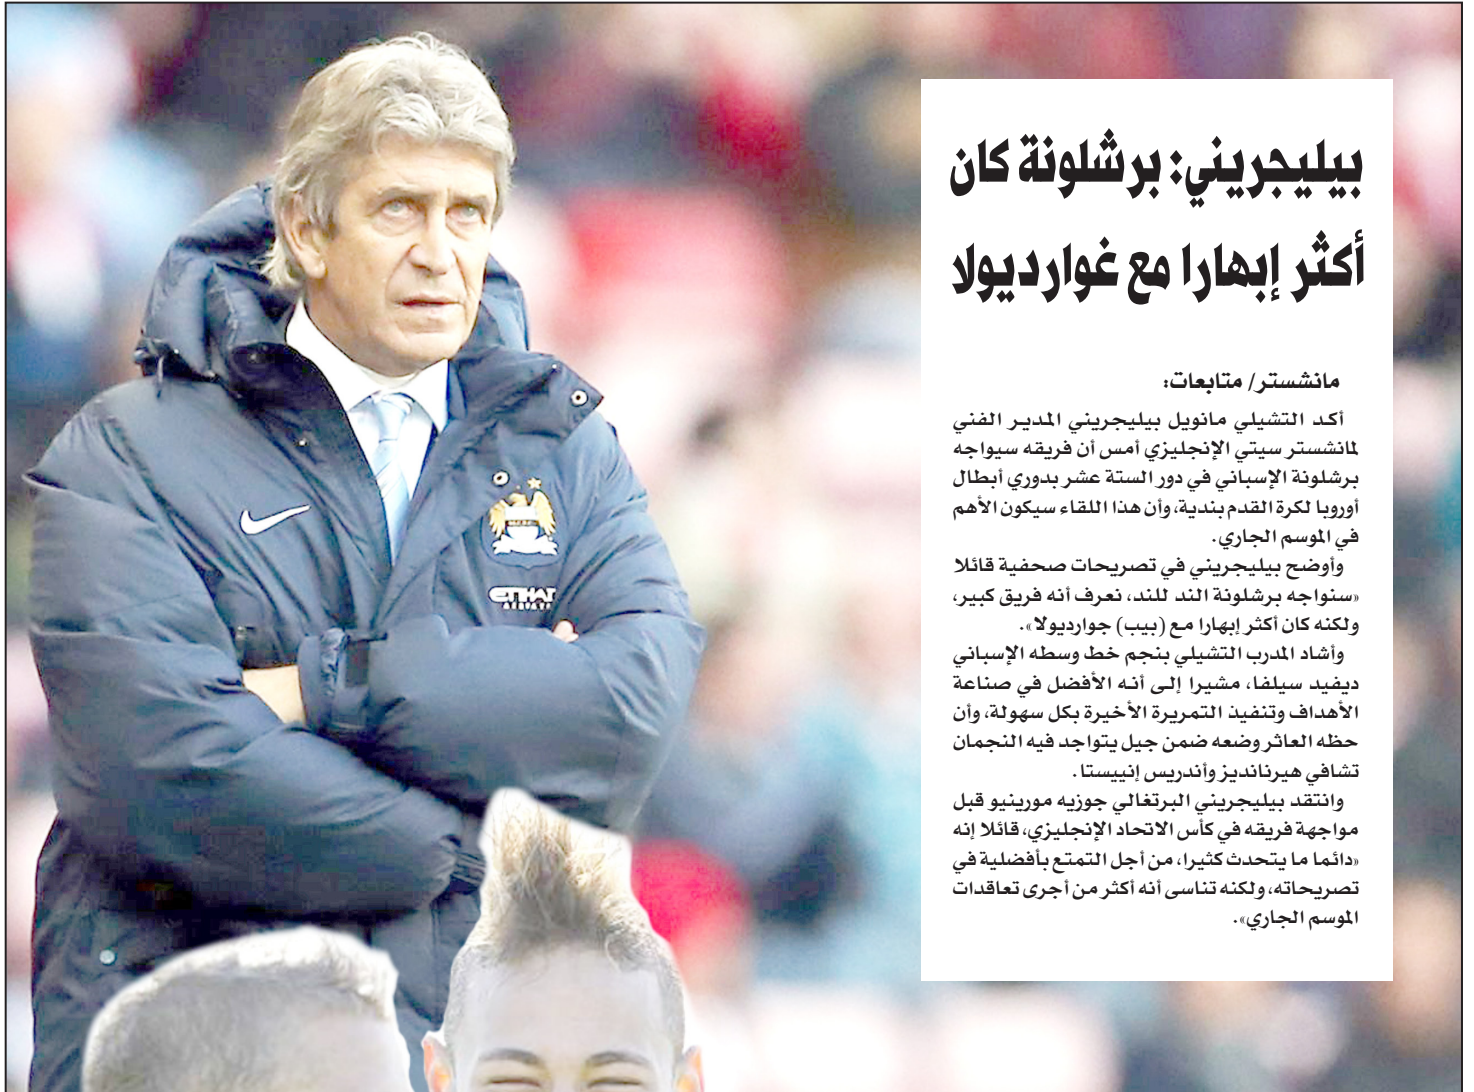 بيليجريني: برشلونة كان
أكثر إبهارا مع غوارديولا
مانشستر/ متابعات:
أكد التشيلي مانويل بيليجريني المدير الفني
لمانشستر سيتي الإنجليزي أمس أن فريقه سيواجه
برشلونة الإسباني في دور الستة عشر بدوري أبطال
أوروبا لكرة القدم بندية، وأن هذا اللقاء سيكون الأهم
في الموسم الجاري.
وأوضح بيليجريني في تصريحات صحفية قائلا
«سنواجه برشلونة الند للند، نعرف أنه فريق كبير،
ولكنه كان أكثر إبهارا مع (بيب) جوارديولا».
وأشاد المدرب التشيلي بنجم خط وسطه الإسباني
ديفيد سيلفا، مشيرا إلى أنه الأفضل في صناعة
الأهداف وتنفيذ التمريرة الأخيرة بكل سهولة، وأن
حظه العاثر وضعه ضمن جيل يتواجد فيه النجمان
تشافي هيرنانديز وأندريس إنييستا.
وانتقد بيليجريني البرتغالي جوزيه مورينيو قبل
مواجهة فريقه في كأس الاتحاد الإنجليزي، قائلا إنه
«دائما ما يتحدث كثيرا، من أجل التمتع بأفضلية في
تصريحاته، ولكنه تناسى أنه أكثر من أجرى تعاقدات
الموسم الجاري».
ETIHAD
AIRWAYS